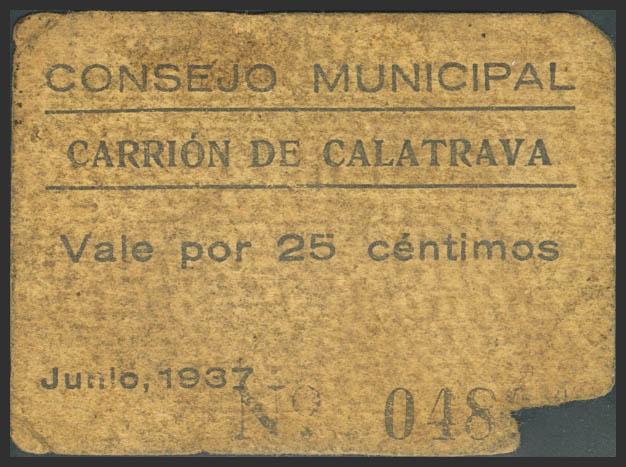 CONSEJO MUNICIPAL
CARRIÓN DE CALATRAVA
Vale por 25 céntimos
Junio, 1937
Nº 048